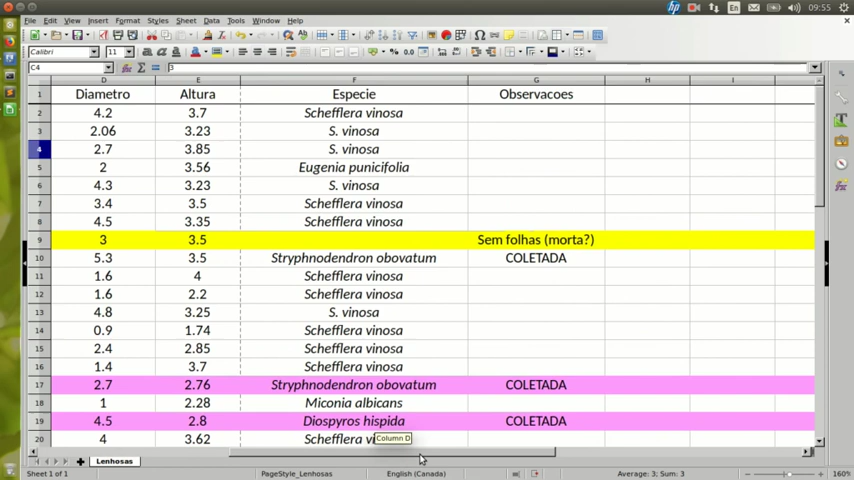 En 09:55
File Edit View Insert Format Styles Sheet Data Tools Window Help
Calibri 11
C4 3
D E F G H I
1 Diametro Altura Especie Observacoes
2 4.2 3.7 Schefflera vinosa
3 2.06 3.23 S. vinosa
4 2.7 3.85 S. vinosa
5 2 3.56 Eugenia punicifolia
6 4.3 3.23 S. vinosa
7 3.4 3.5 Schefflera vinosa
8 4.5 3.35 Schefflera vinosa
9 3 3.5 Sem folhas (morta?)
10 5.3 3.5 Stryphnodendron obovatum COLETADA
11 1.6 4 Schefflera vinosa
12 1.6 2.2 Schefflera vinosa
13 4.8 3.25 S. vinosa
14 0.9 1.74 Schefflera vinosa
15 2.4 2.85 Schefflera vinosa
16 1.4 3.7 Schefflera vinosa
17 2.7 2.76 Stryphnodendron obovatum COLETADA
18 1 2.28 Miconia albicans
19 4.5 2.8 Diospyros hispida COLETADA
20 4 3.62 Schefflera Column D
Lenhosas
Sheet 1 of 1 PageStyle_Lenhosas English (Canada) Average: 3; Sum: 3 160%